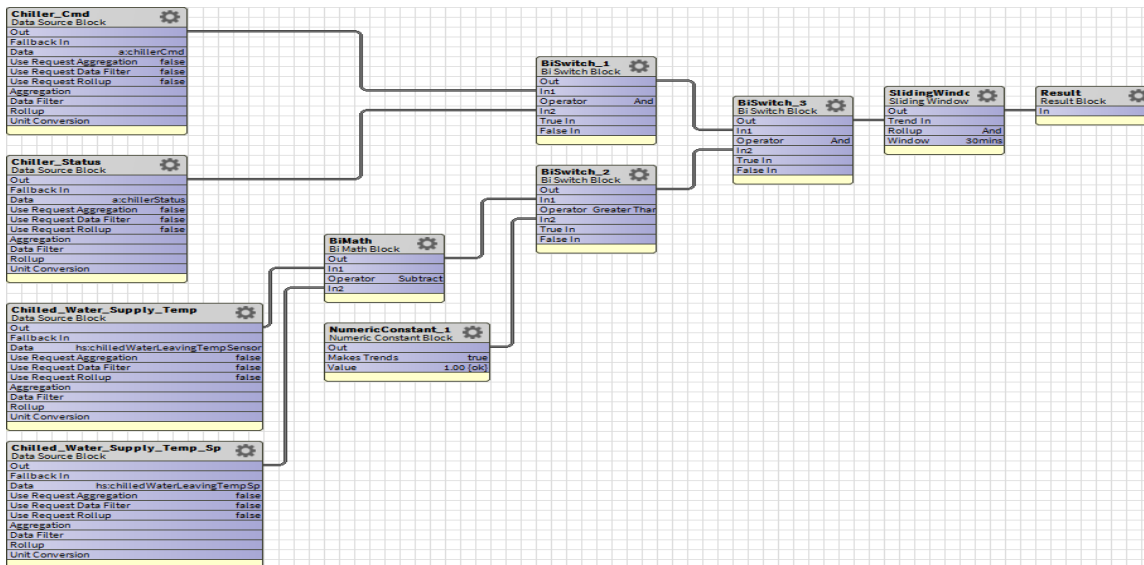 Chiller_Cmd
Data Source Block
Out
Fallback In
Data a:chillerCmd
Use Request Aggregation false
Use Request Data Filter false
Use Request Rollup false
Aggregation
Data Filter
Rollup
Unit Conversion
Chiller_Status
Data Source Block
Out
Fallback In
Data a:chillerStatus
Use Request Aggregation false
Use Request Data Filter false
Use Request Rollup false
Aggregation
Data Filter
Rollup
Unit Conversion
Chilled_Water_Supply_Temp
Data Source Block
Out
Fallback In
Data hs:chilledWaterLeavingTempSensor
Use Request Aggregation false
Use Request Data Filter false
Use Request Rollup false
Aggregation
Data Filter
Rollup
Unit Conversion
Chilled_Water_Supply_Temp_Sp
Data Source Block
Out
Fallback In
Data hs:chilledWaterLeavingTempSp
Use Request Aggregation false
Use Request Data Filter false
Use Request Rollup false
Aggregation
Data Filter
Rollup
Unit Conversion
BiMath
Bi Math Block
Out
In1
Operator Subtract
In2
NumericConstant_1
Numeric Constant Block
Out
Makes Trends true
Value 1.00 {ok}
BiSwitch_1
Bi Switch Block
Out
In1
Operator And
In2
True In
False In
BiSwitch_2
Bi Switch Block
Out
In1
Operator Greater Than
In2
True In
False In
BiSwitch_3
Bi Switch Block
Out
In1
Operator And
In2
True In
False In
SlidingWindo
Sliding Window
Out
Trend In
Rollup And
Window 30mins
Result
Result Block
In